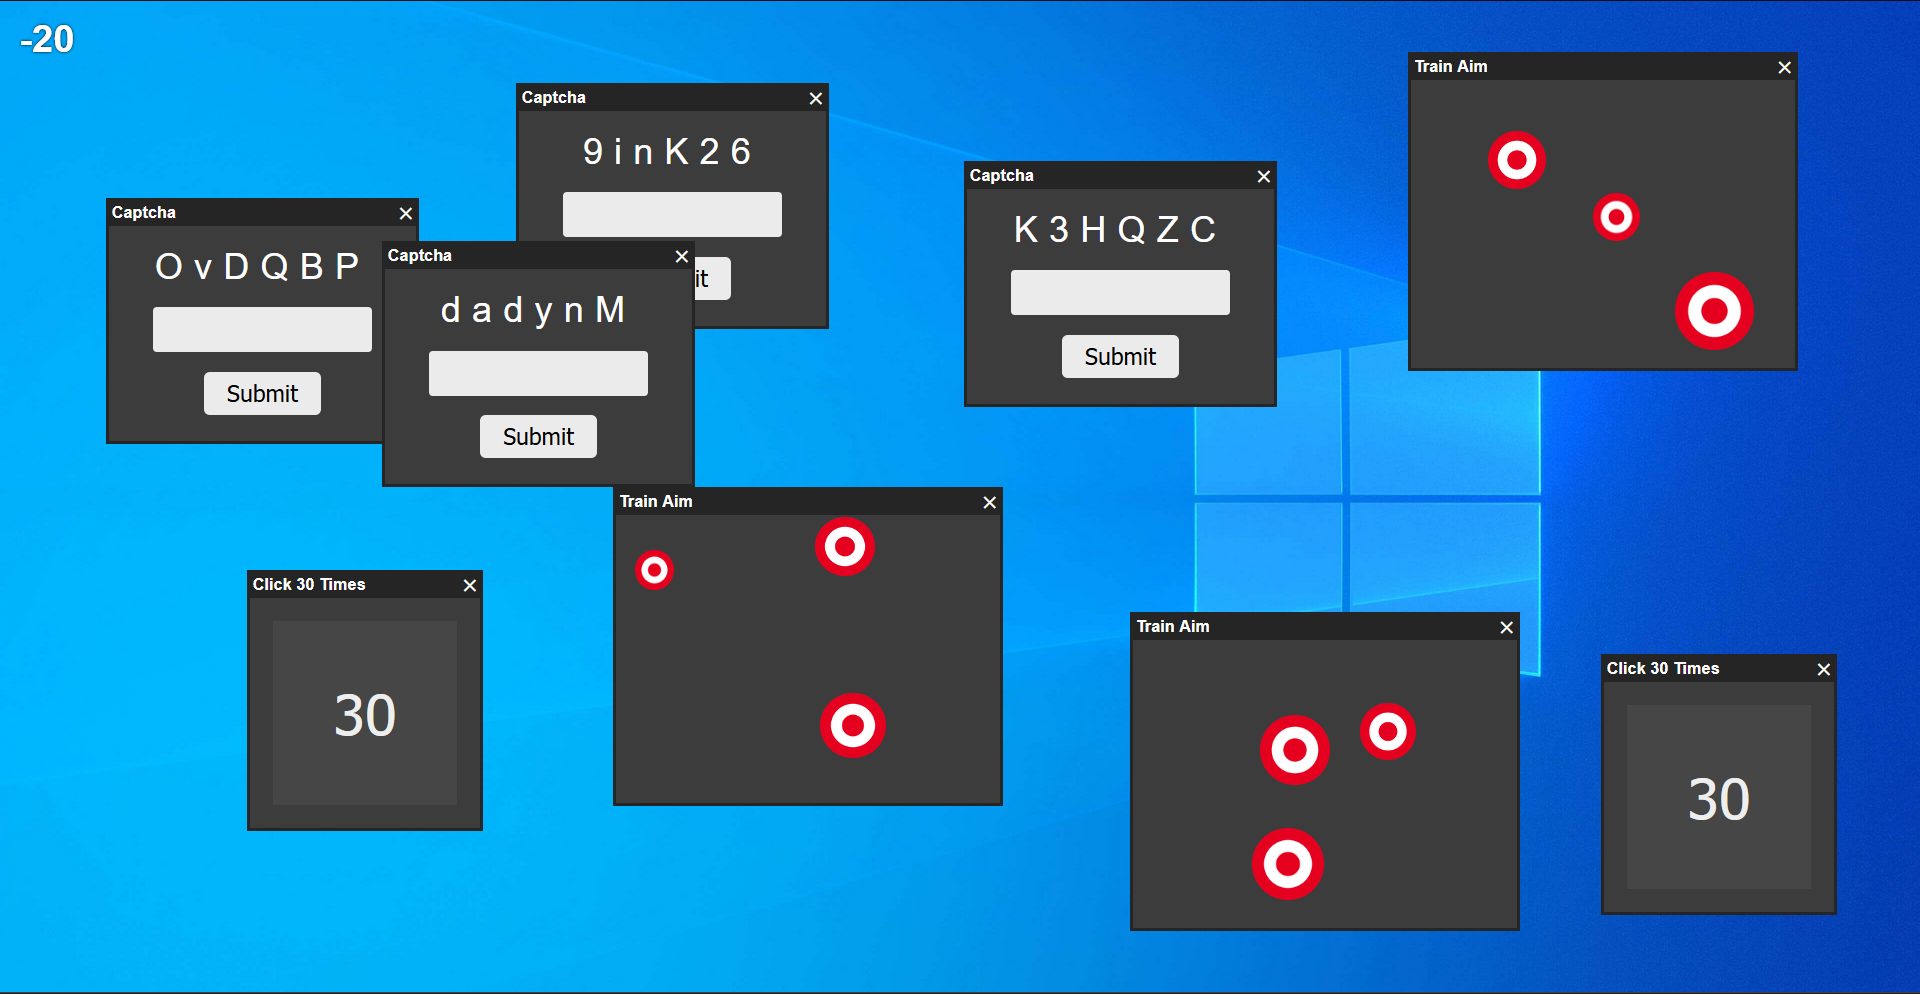 -20
Train Aim
Captcha
9 i n K 2 6
it
Captcha
K 3 H Q Z C
Submit
Captcha
O v D Q B P
Submit
Captcha
d a d y n M
Submit
Train Aim
Click 30 Times
30
Train Aim
Click 30 Times
30